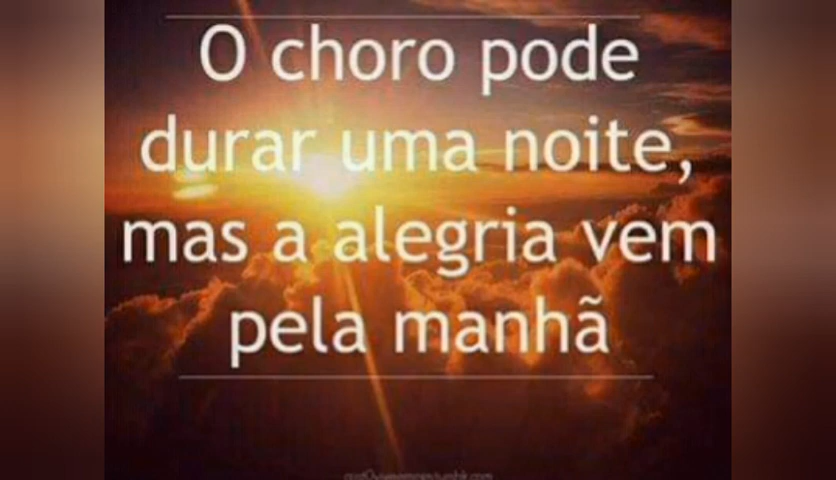 O choro pode
durar uma noite,
mas a alegria vem
pela manhã